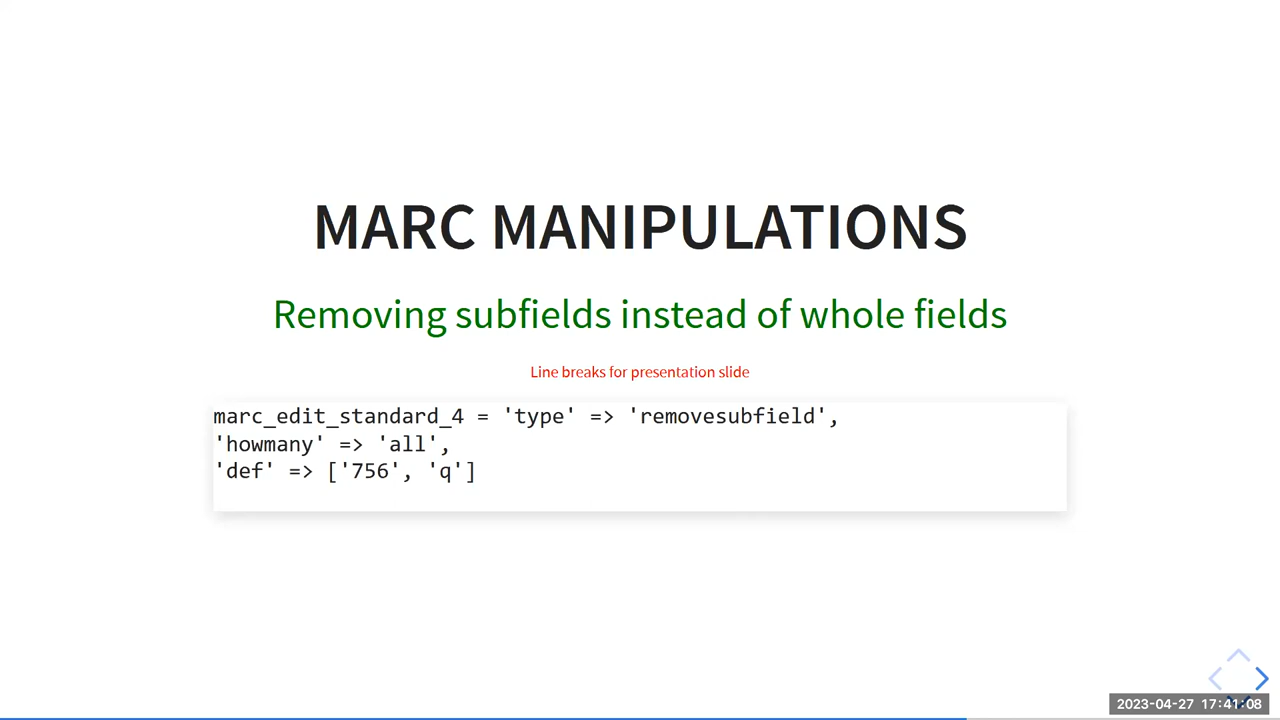 MARC MANIPULATIONS
Removing subfields instead of whole fields
Line breaks for presentation slide
marc_edit_standard_4 = 'type' => 'removesubfield',
'howmany' => 'all',
'def' => ['756', 'q']
2023-04-27 17:41:08